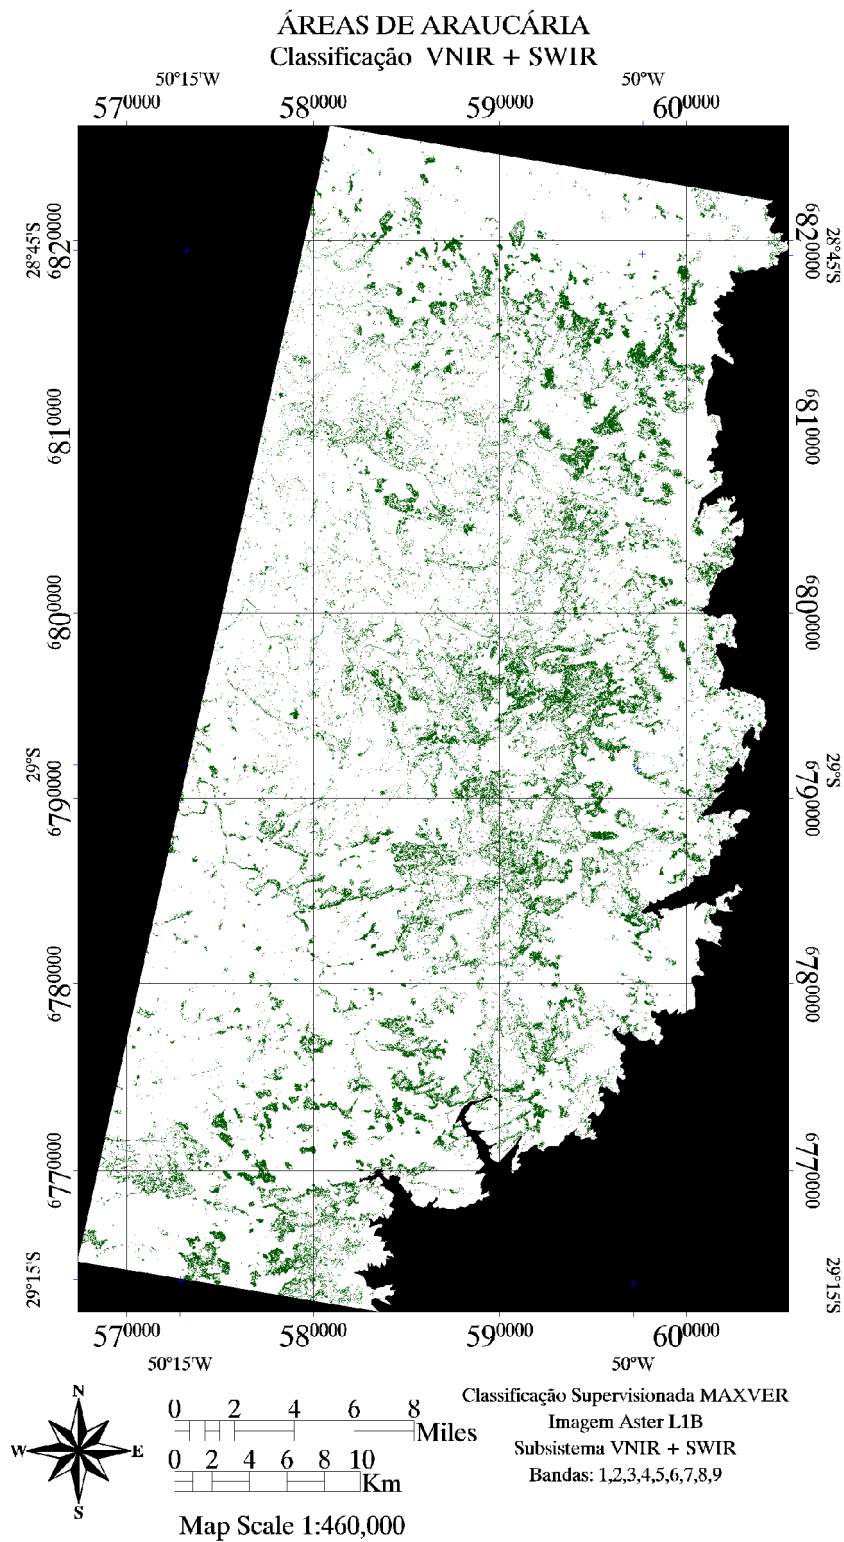 ÁREAS DE ARAUCÁRIA
Classificação VNIR + SWIR
50°15'W 50°W
570000 580000 590000 600000
6820000 28°45'S
6820000 28°45'S
6810000
6810000
6800000
6800000
29°S
29°S
6790000
6790000
6780000
6780000
6770000
6770000
29°15'S
29°15'S
570000 580000 590000 600000
50°15'W 50°W
N
W E
S
0 2 4 6 8
Miles
0 2 4 6 8 10
Km
Map Scale 1:460,000
Classificação Supervisionada MAXVER
Imagem Aster L1B
Subsistema VNIR + SWIR
Bandas: 1,2,3,4,5,6,7,8,9